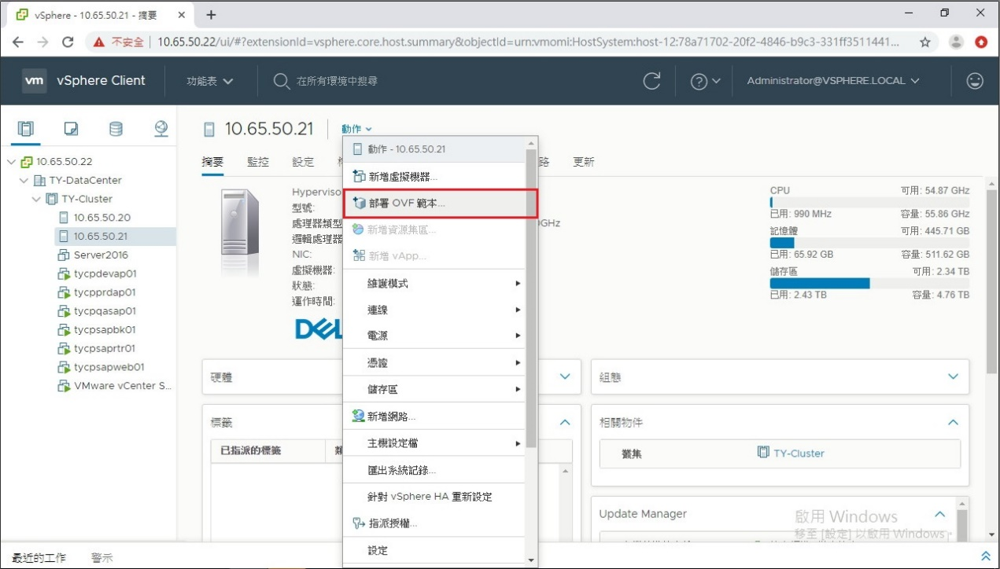 vSphere - 10.65.50.21 - 摘要
不安全 10.65.50.22/ui/#?extensionId=vsphere.core.host.summary&objectId=urn:vmomi:HostSystem:host-12:78a71702-20f2-4846-b9c3-331ff3511441...
vm vSphere Client 功能表 在所有環境中搜尋 Administrator@VSPHERE.LOCAL
10.65.50.21 動作
10.65.50.22
TY-DataCenter
TY-Cluster
10.65.50.20
10.65.50.21
Server2016
tycpdevap01
tycpprdap01
tycpqasap01
tycpsapbk01
tycpsaprtr01
tycpsapweb01
VMware vCenter S...
摘要 監控 設定 路 更新
動作 - 10.65.50.21
新增虛擬機器...
部署 OVF 範本...
新增資源集區...
新增 vApp...
維護模式
連線
電源
憑證
儲存區
新增網路...
主機設定檔
匯出系統記錄...
針對 vSphere HA 重新設定
指派授權...
設定
Hyperviso
型號:
處理器類型
邏輯處理器
NIC:
虛擬機器:
狀態:
運作時間:
GHz
DELL
CPU 可用: 54.87 GHz
已用: 990 MHz 容量: 55.86 GHz
記憶體 可用: 445.71 GB
已用: 65.92 GB 容量: 511.62 GB
儲存區 可用: 2.34 TB
已用: 2.43 TB 容量: 4.76 TB
硬體
組態
標籤
已指派的標籤 類
相關物件
叢集 TY-Cluster
Update Manager
啟用 Windows
移至 [設定] 以啟用 Windows。
最近的工作 警示